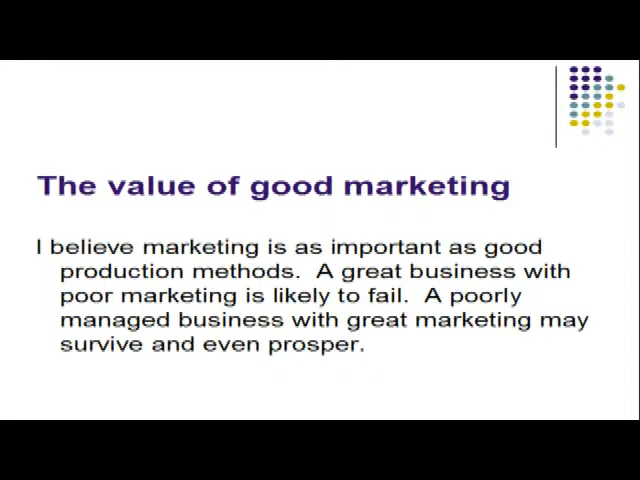 The value of good marketing
I believe marketing is as important as good
production methods.  A great business with
poor marketing is likely to fail.  A poorly
managed business with great marketing may
survive and even prosper.